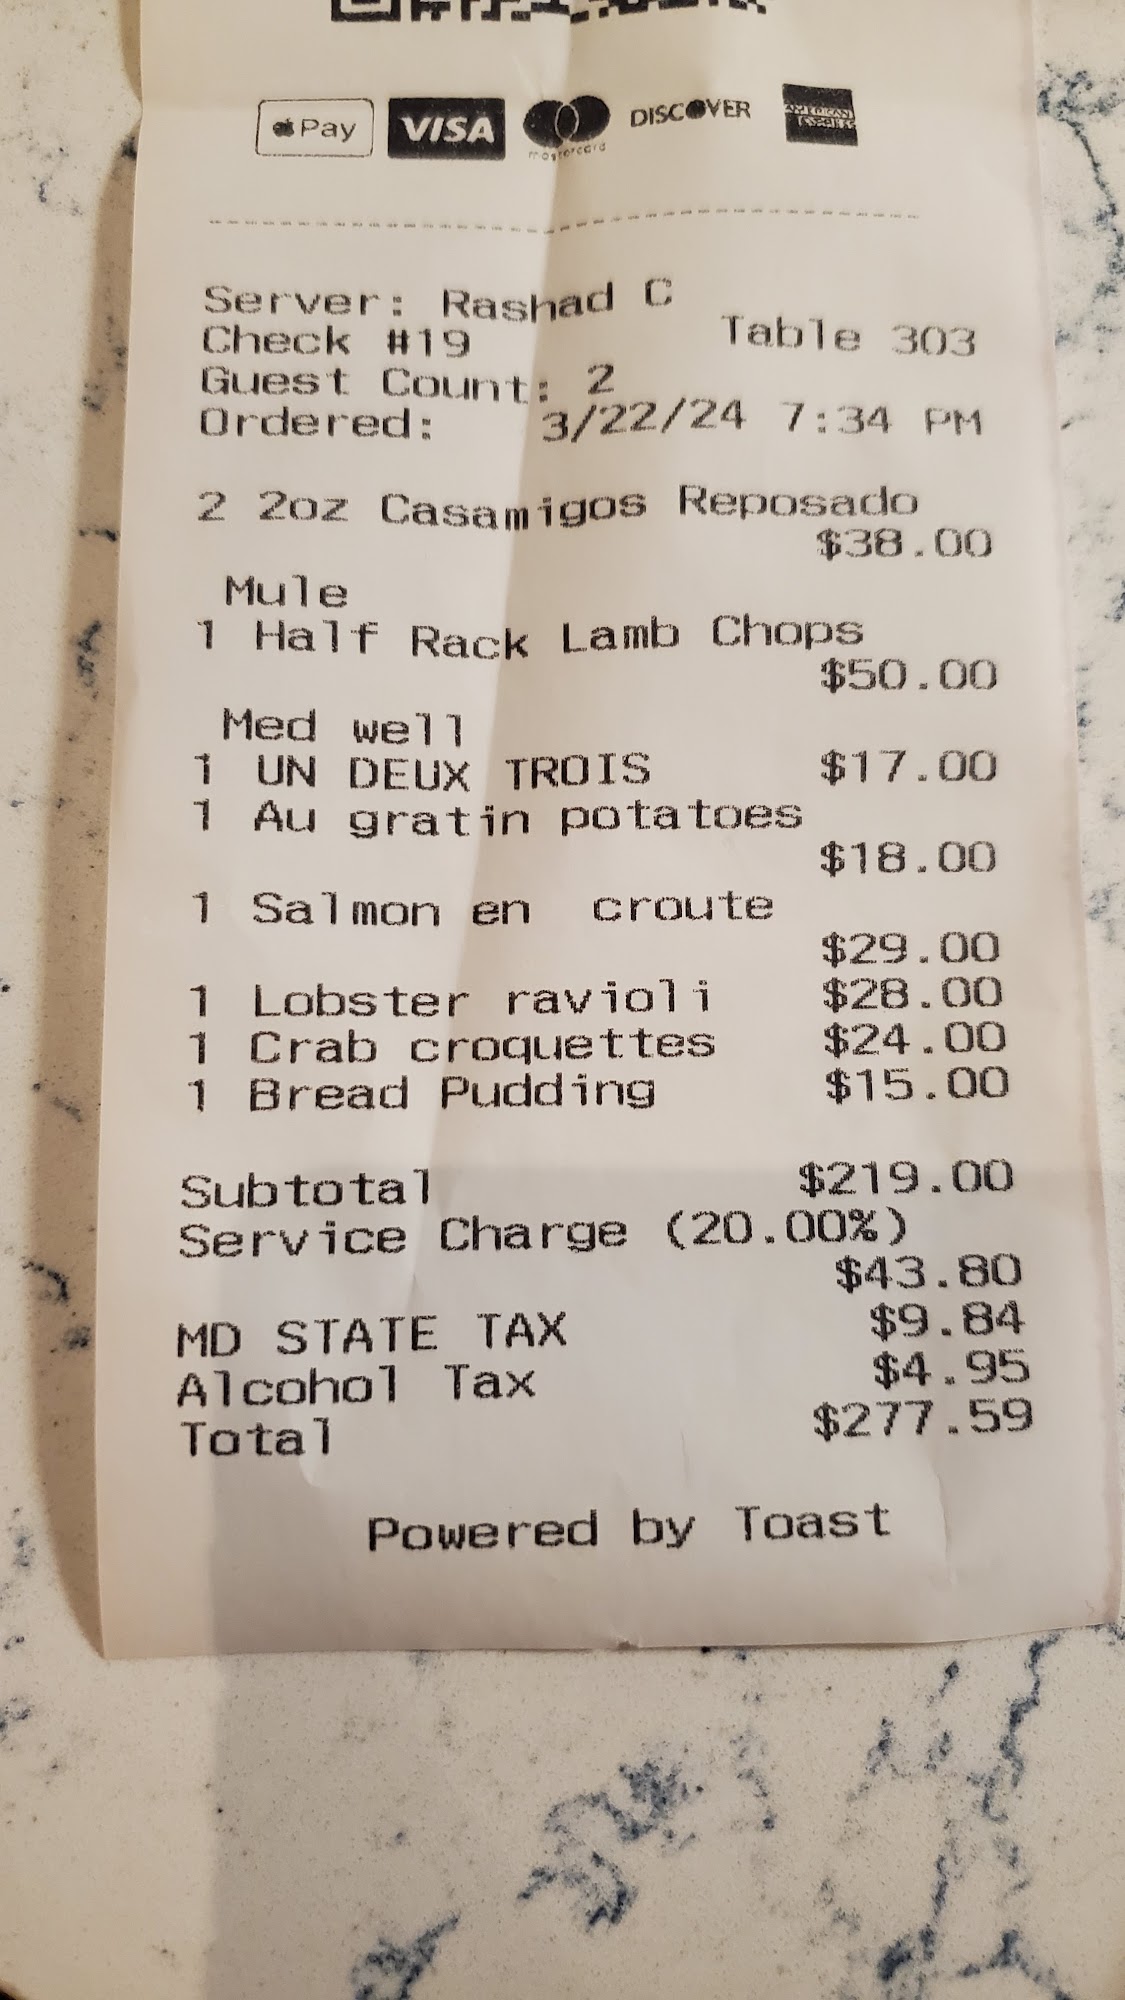 Pay
VISA
mastercard
DISCOVER
AMERICAN
EXPRESS
Server: Rashad C
Check #19 Table 303
Guest Count: 2
Ordered: 3/22/24 7:34 PM
2 2oz Casamigos Reposado
$38.00
Mule
1 Half Rack Lamb Chops
$50.00
Med well
1 UN DEUX TROIS $17.00
1 Au gratin potatoes
$18.00
1 Salmon en croute
$29.00
1 Lobster ravioli $28.00
1 Crab croquettes $24.00
1 Bread Pudding $15.00
Subtotal $219.00
Service Charge (20.00%)
$43.80
MD STATE TAX $9.84
Alcohol Tax $4.95
Total $277.59
Powered by Toast